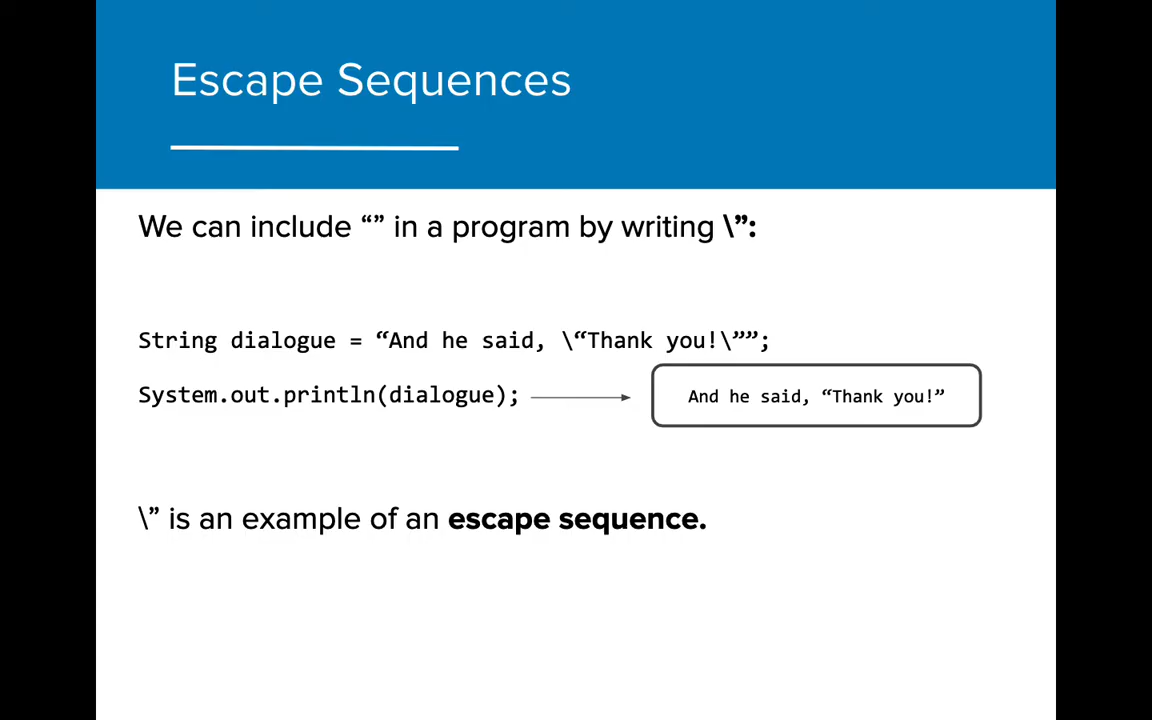 Escape Sequences
We can include “” in a program by writing \”:
String dialogue = “And he said, \“Thank you!\””;
System.out.println(dialogue);
And he said, “Thank you!”
\” is an example of an escape sequence.